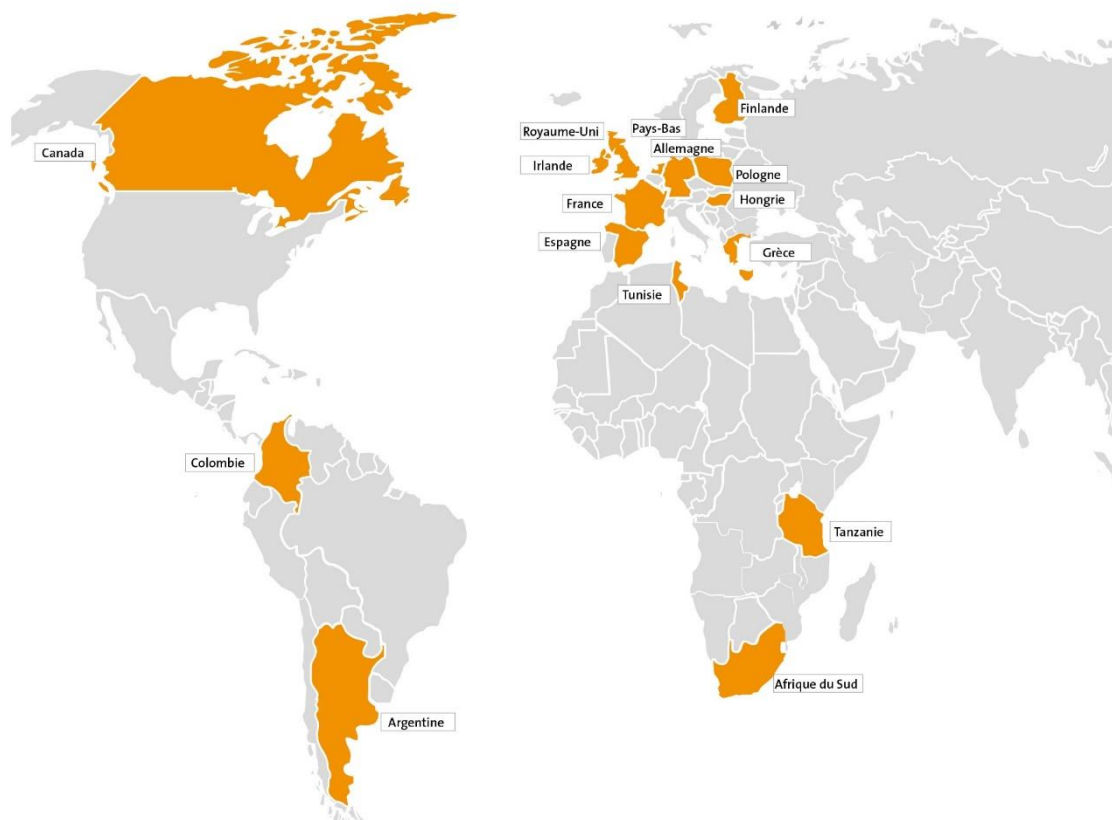 Finlande
Royaume-Uni
Pays-Bas
Allemagne
Canada
Irlande
Pologne
France
Hongrie
Espagne
Grèce
Tunisie
Colombie
Tanzanie
Afrique du Sud
Argentine